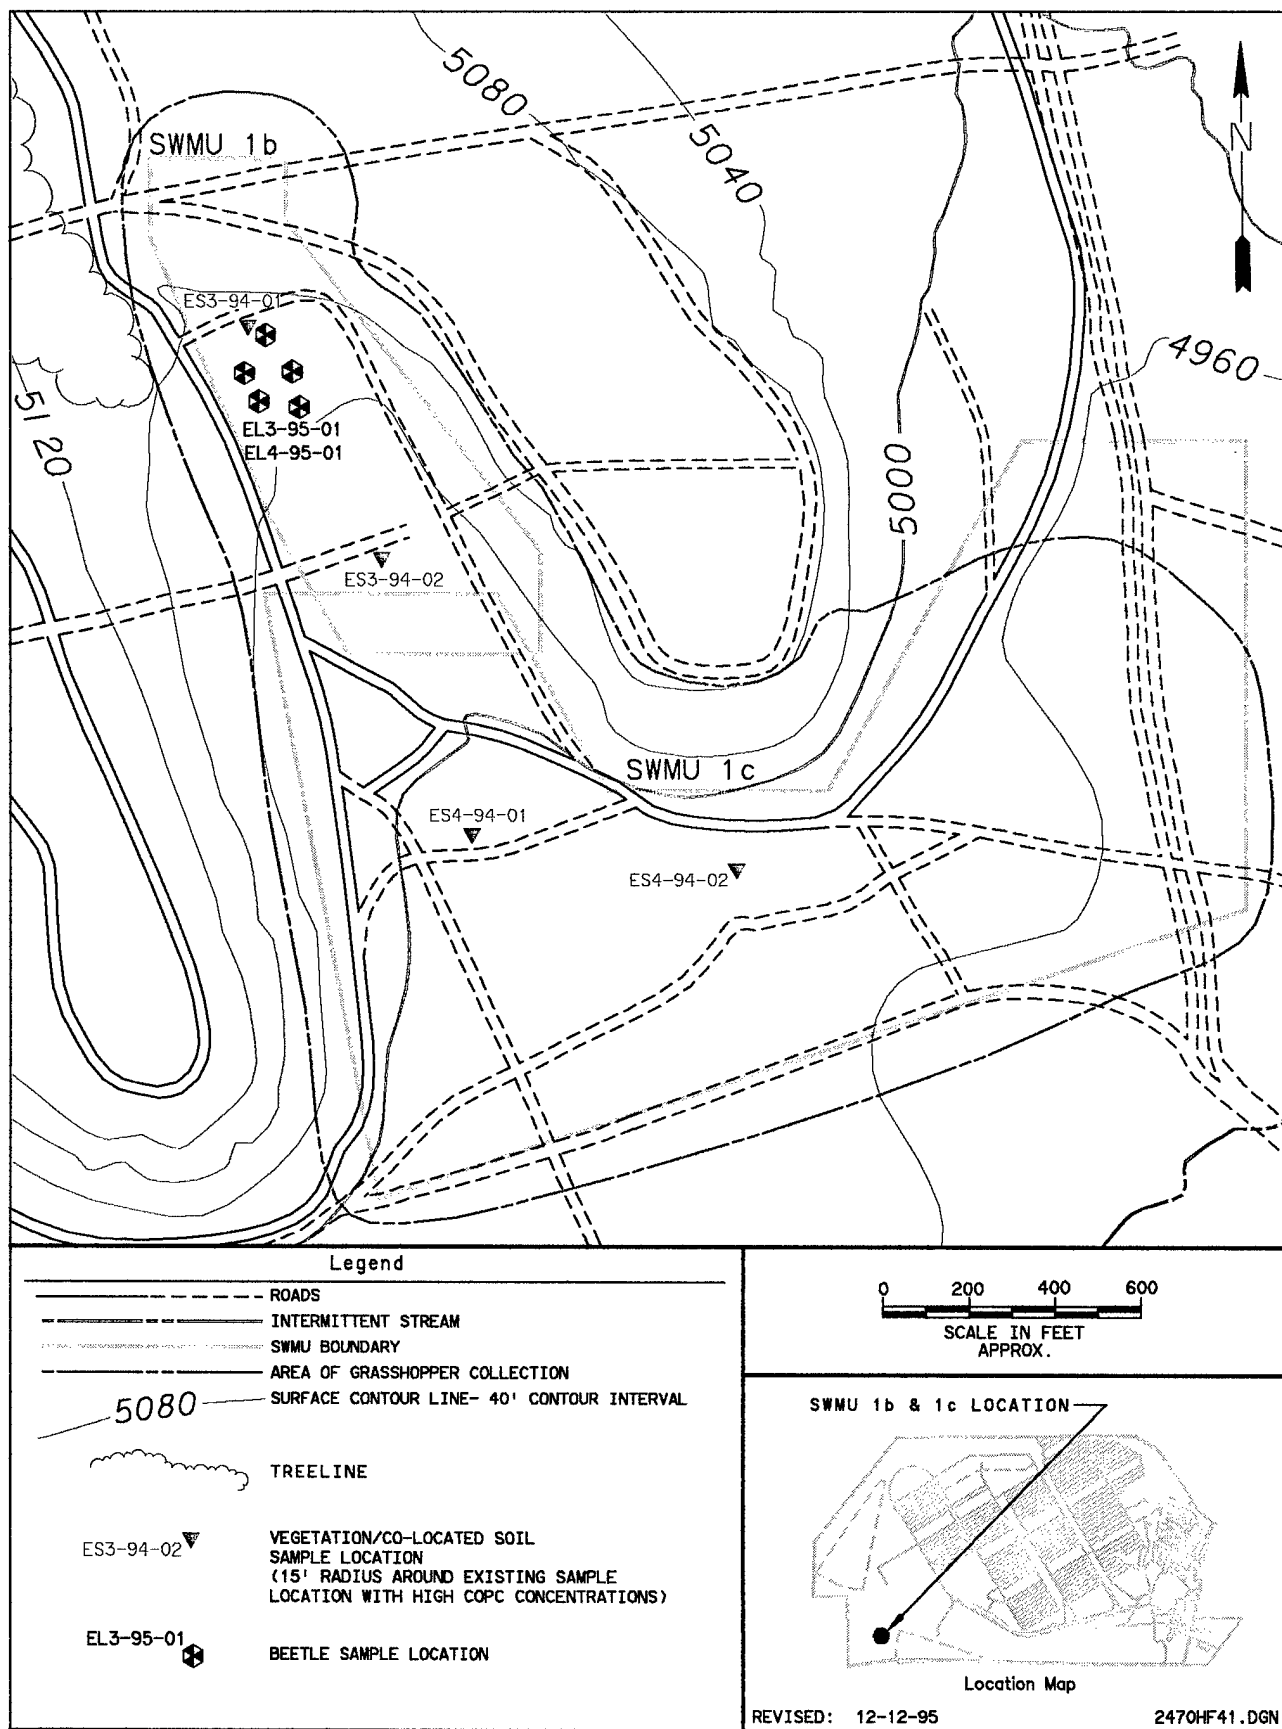 5080
5040
N
SWMU 1b
ES3-94-01
4960
51 20
EL3-95-01
EL4-95-01
5000
ES3-94-02
SWMU 1c
ES4-94-01
ES4-94-02
Legend
ROADS
INTERMITTENT STREAM
SWMU BOUNDARY
AREA OF GRASSHOPPER COLLECTION
5080
SURFACE CONTOUR LINE- 40' CONTOUR INTERVAL
TREELINE
ES3-94-02
VEGETATION/CO-LOCATED SOIL
SAMPLE LOCATION
(15' RADIUS AROUND EXISTING SAMPLE
LOCATION WITH HIGH COPC CONCENTRATIONS)
EL3-95-01
BEETLE SAMPLE LOCATION
0 200 400 600
SCALE IN FEET
APPROX.
SWMU 1b & 1c LOCATION
Location Map
REVISED: 12-12-95
2470HF41.DGN